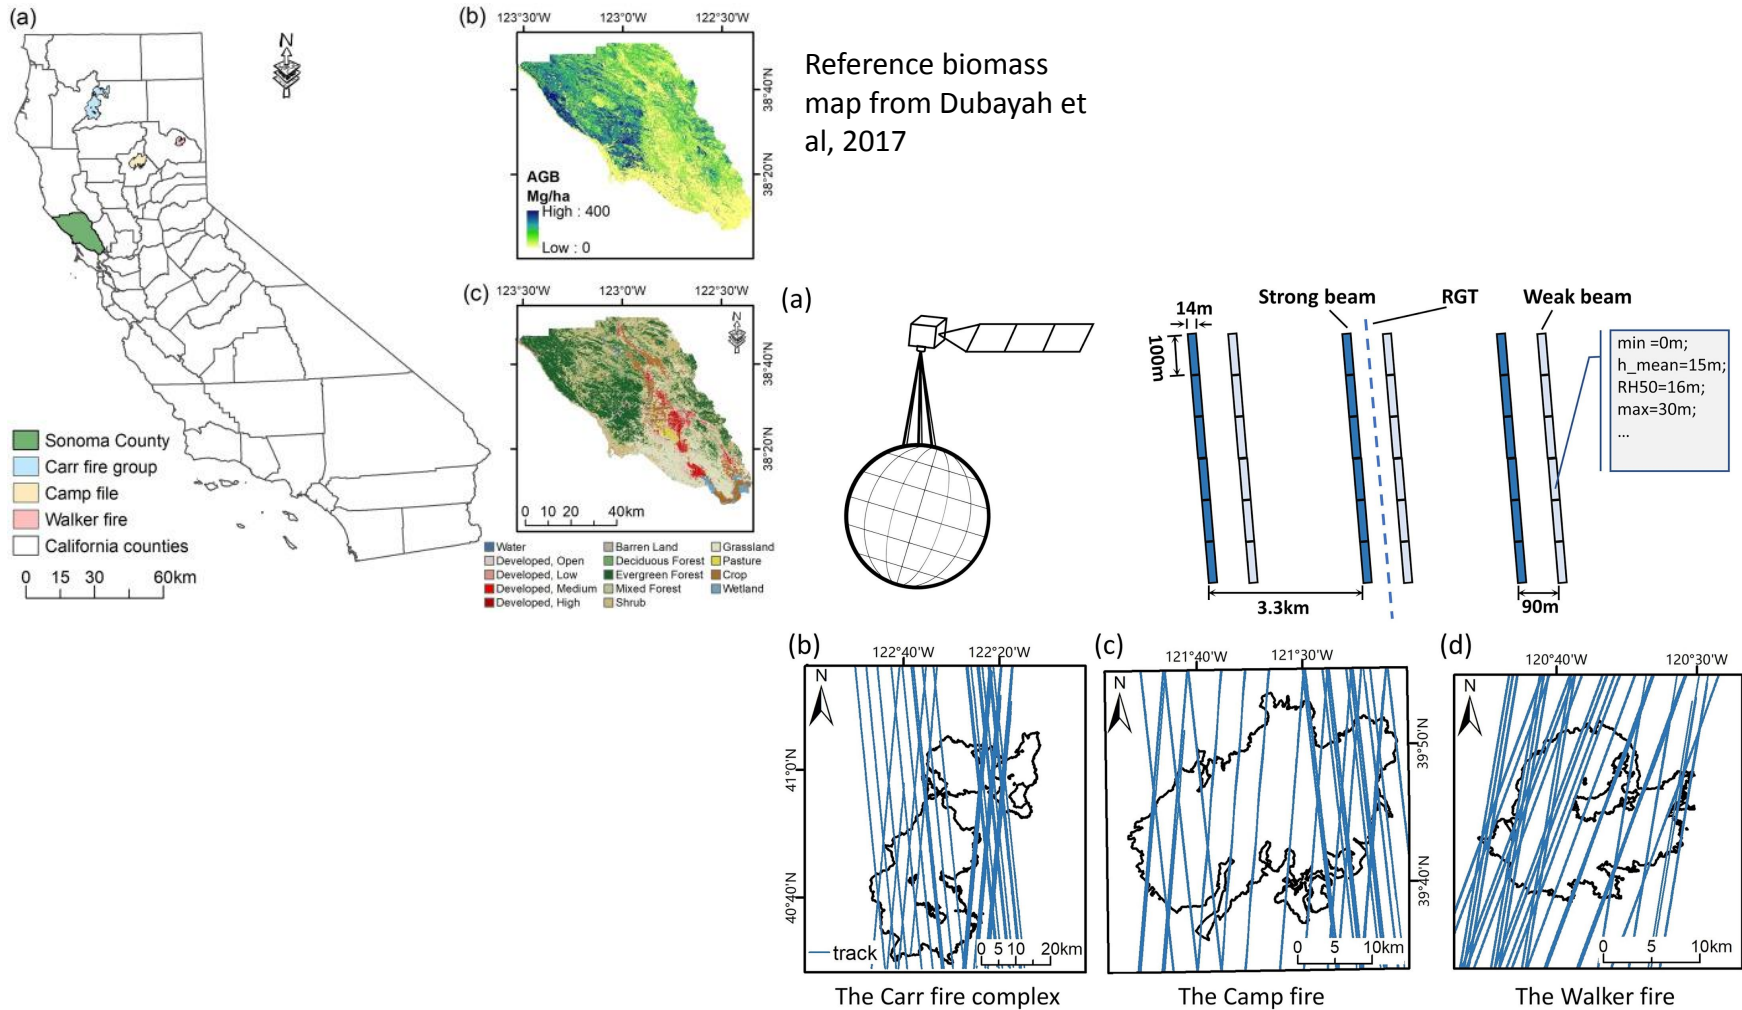 (a)
N
Sonoma County
Carr fire group
Camp file
Walker fire
California counties
0 15 30 60km
(b)
123°30'W 123°0'W 122°30'W
38°40'N
38°20'N
AGB
Mg/ha
High : 400
Low : 0
Reference biomass
map from Dubayah et
al, 2017
(c)
123°30'W 123°0'W 122°30'W
N
38°40'N
38°20'N
0 10 20 40km
Water
Developed, Open
Developed, Low
Developed, Medium
Developed, High
Barren Land
Deciduous Forest
Evergreen Forest
Mixed Forest
Shrub
Grassland
Pasture
Crop
Wetland
(a)
Strong beam RGT Weak beam
14m
100m
min =0m;
h_mean=15m;
RH50=16m;
max=30m;
...
3.3km
90m
(b)
122°40'W 122°20'W
N
41°0'N
40°40'N
track
0 5 10 20km
The Carr fire complex
(c)
121°40'W 121°30'W
N
39°50'N
39°40'N
0 5 10km
The Camp fire
(d)
120°40'W 120°30'W
N
0 5 10km
The Walker fire